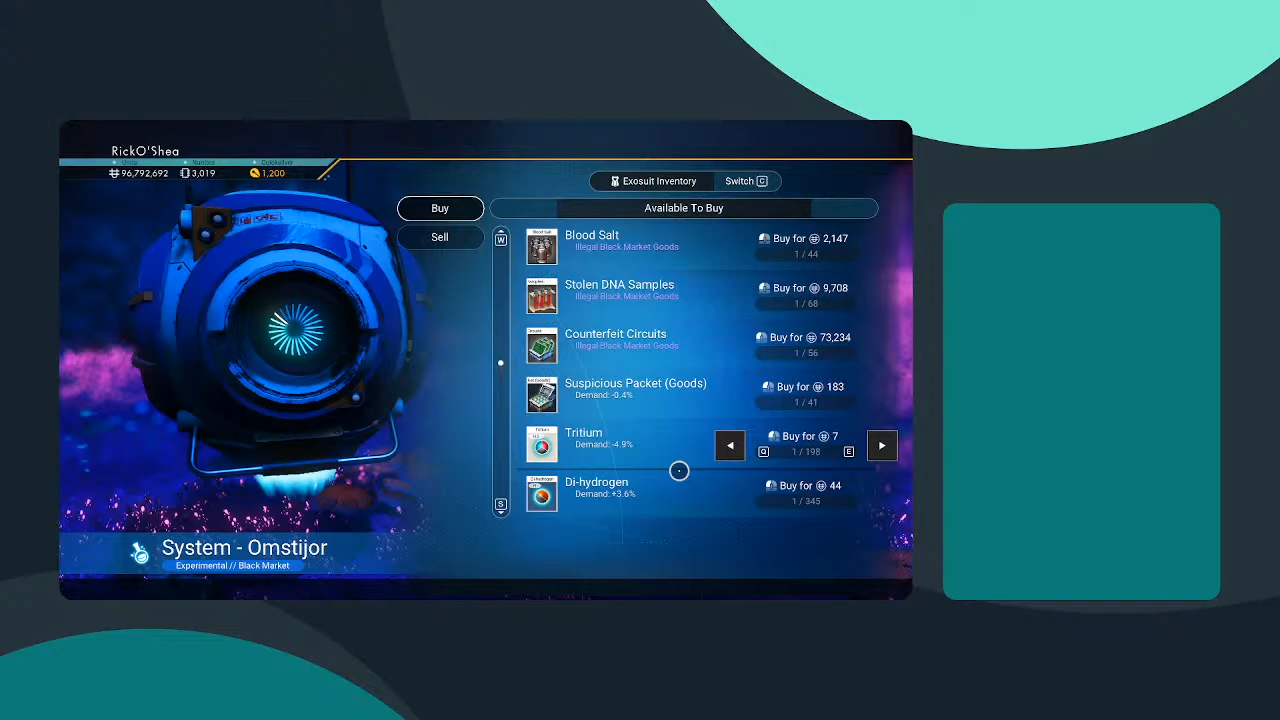 RickO'Shea
Units Nanites Quicksilver
96,792,692 3,019 1,200
Exosuit Inventory Switch C
Buy
Available To Buy
Sell
W
Blood Salt
Illegal Black Market Goods
Buy for 2,147
1 / 44
Stolen DNA Samples
Illegal Black Market Goods
Buy for 9,708
1 / 68
Counterfeit Circuits
Illegal Black Market Goods
Buy for 73,234
1 / 56
Suspicious Packet (Goods)
Demand: -0.4%
Buy for 183
1 / 41
Tritium
Demand: -4.9%
Buy for 7
Q 1 / 198 E
Di-hydrogen
Demand: +3.6%
Buy for 44
1 / 345
S
System - Omstijor
Experimental // Black Market